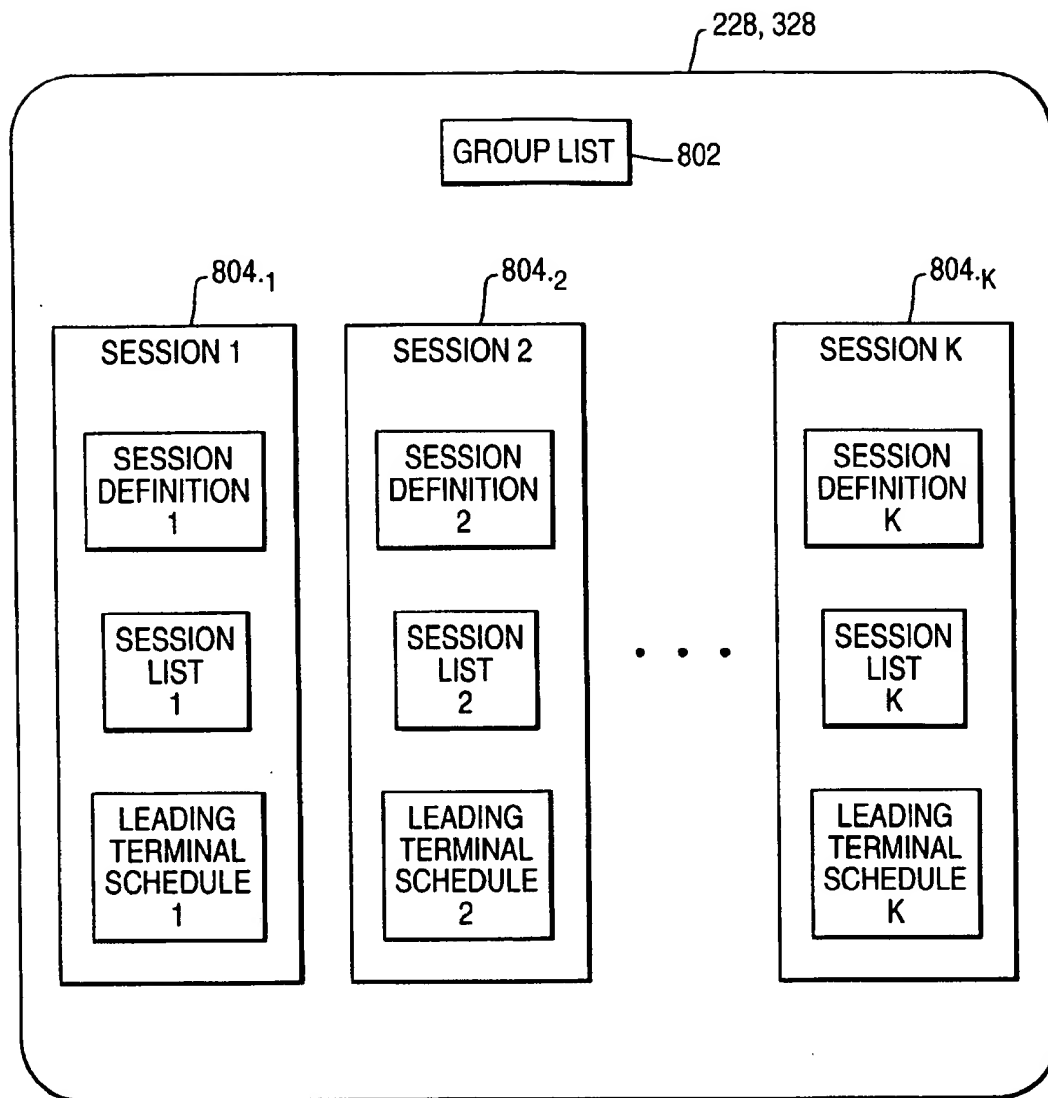 228, 328
GROUP LIST
802
804.1
804.2
804.K
SESSION 1
SESSION 2
SESSION K
SESSION
DEFINITION
1
SESSION
DEFINITION
2
SESSION
DEFINITION
K
SESSION
LIST
1
SESSION
LIST
2
• • •
SESSION
LIST
K
LEADING
TERMINAL
SCHEDULE
1
LEADING
TERMINAL
SCHEDULE
2
LEADING
TERMINAL
SCHEDULE
K